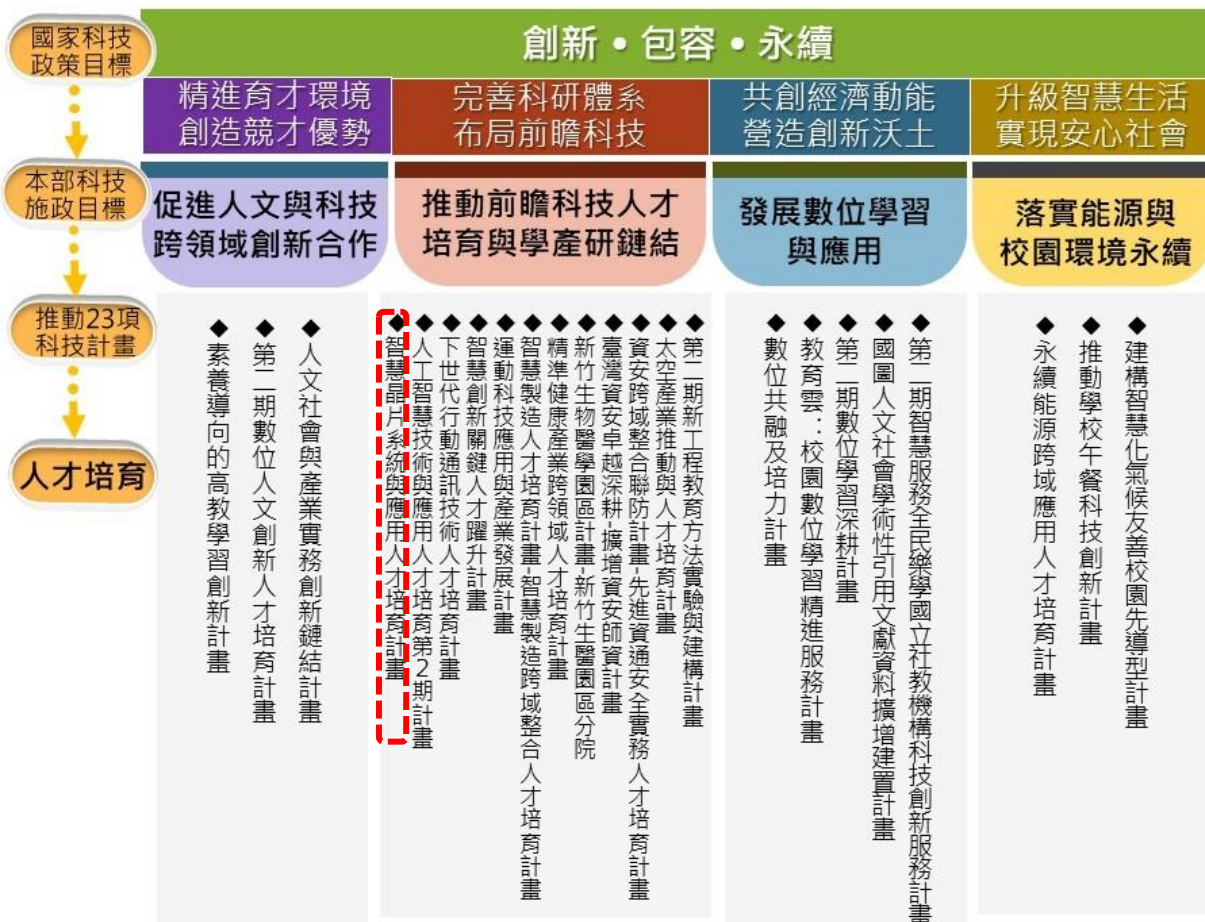 國家科技
政策目標
創新•包容•永續
精進育才環境
創造競才優勢
完善科研體系
布局前瞻科技
共創經濟動能
營造創新沃土
升級智慧生活
實現安心社會
本部科技
施政目標
促進人文與科技
跨領域創新合作
推動前瞻科技人才
培育與學產研鏈結
發展數位學習
與應用
落實能源與
校園環境永續
推動23項
科技計畫
人才培育
◆人文社會與產業實務創新鏈結計畫
◆第二期數位人文創新人才培育計畫
◆素養導向的高教學習創新計畫
◆第二期新工程教育方法實驗與建構計畫
◆太空產業推動與人才培育計畫
◆資安跨域整合聯防計畫-先進資通安全實務人才培育計畫
◆臺灣資安卓越深耕-擴增資安師資計畫
◆新竹生物醫學園區計畫-新竹生醫園區分院
◆精準健康產業跨領域人才培育計畫
◆智慧製造人才培育計畫-智慧製造跨域整合人才培育計畫
◆運動科技應用與產業發展計畫
◆智慧創新關鍵人才躍升計畫
◆下世代行動通訊技術人才培育計畫
◆人工智慧技術與應用人才培育第2期計畫
◆智慧晶片系統與應用人才培育計畫
◆第二期智慧服務全民樂學國立社教機構科技創新服務計畫
◆國圖人文社會學術性引用文獻資料擴增建置計畫
◆第二期數位學習深耕計畫
◆教育雲：校園數位學習精進服務計畫
◆數位共融及培力計畫
◆建構智慧化氣候友善校園先導型計畫
◆推動學校午餐科技創新計畫
◆永續能源跨域應用人才培育計畫